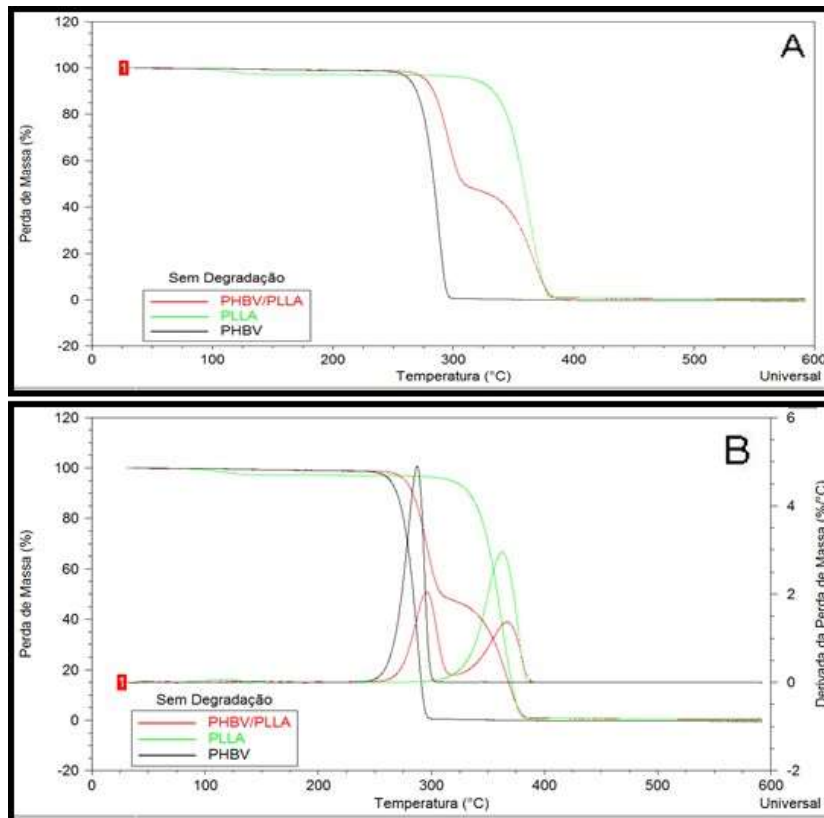 A
120
100
80
60
40
20
0
-20
Perda de Massa (%)
1
Sem Degradação
PHBV/PLLA
PLLA
PHBV
0 100 200 300 400 500 600
Temperatura (°C) Universal
B
120
100
80
60
40
20
0
-20
Perda de Massa (%)
6
4
2
0
-2
Derivada da Perda de Massa (%/°C)
1
Sem Degradação
PHBV/PLLA
PLLA
PHBV
0 100 200 300 400 500 600
Temperatura (°C) Universal